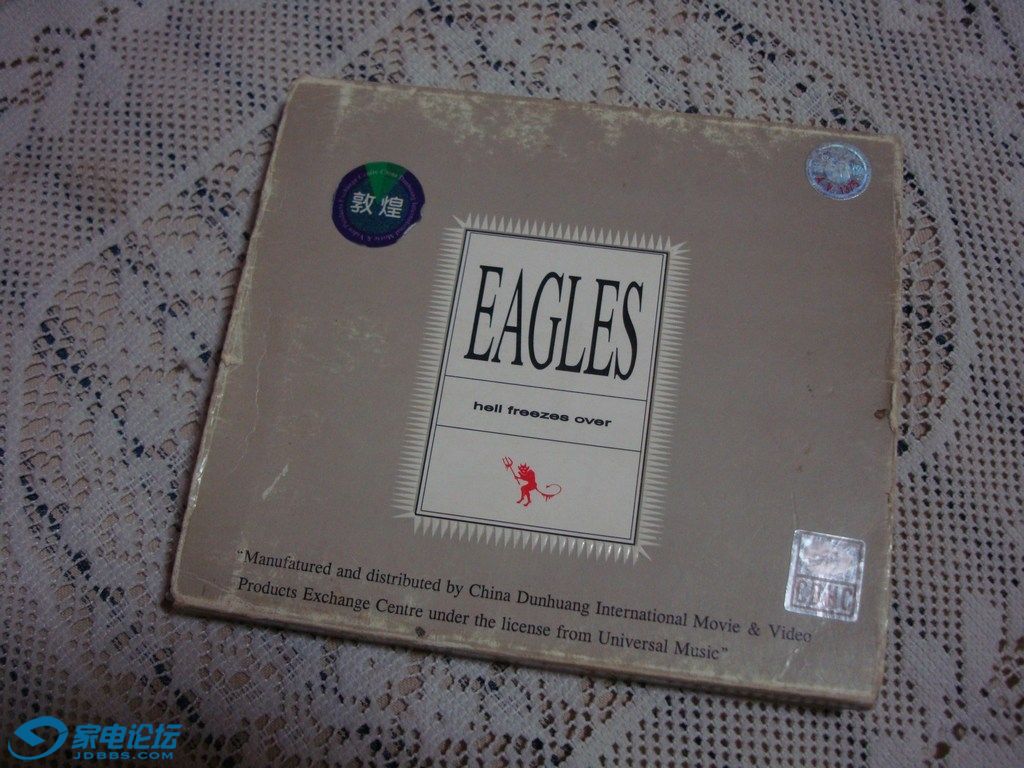 敦煌
EAGLES
hell freezes over
"Manufatured and distributed by China Dunhuang International Movie & Video
Products Exchange Centre under the license from Universal Music"
家电论坛
JDBBS.COM